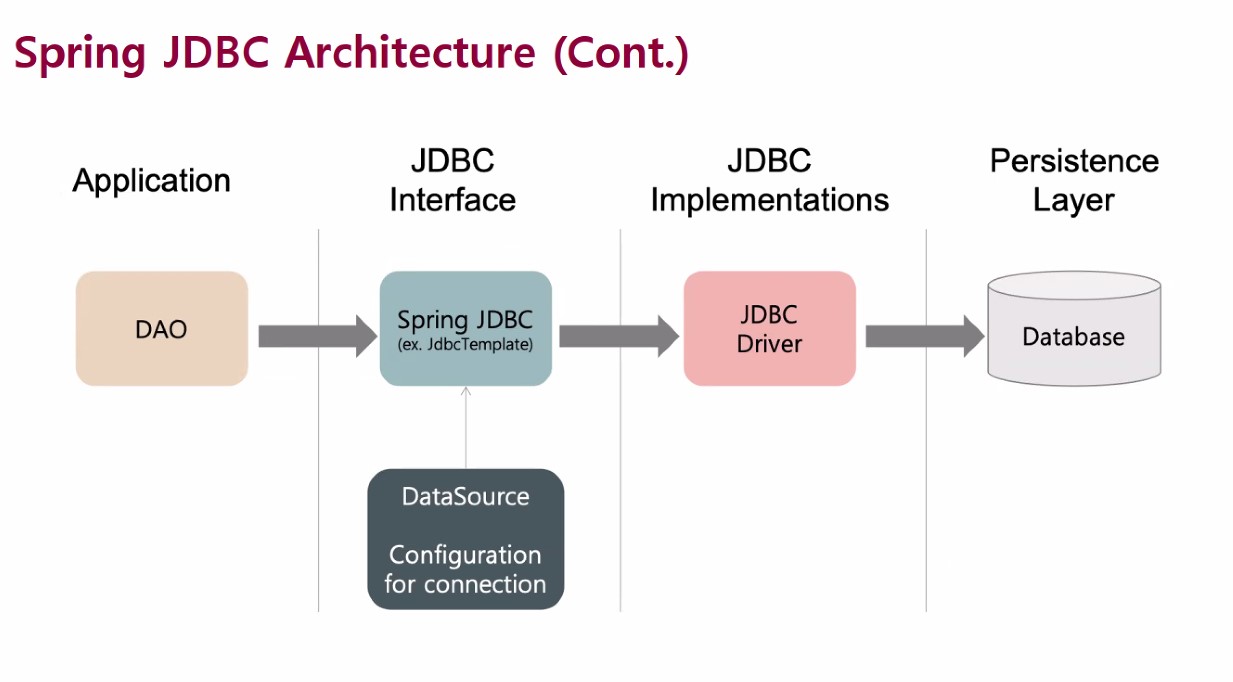 Spring JDBC Architecture (Cont.)
Application
JDBC
Interface
JDBC
Implementations
Persistence
Layer
DAO
Spring JDBC
(ex. JdbcTemplate)
JDBC
Driver
Database
DataSource
Configuration
for connection